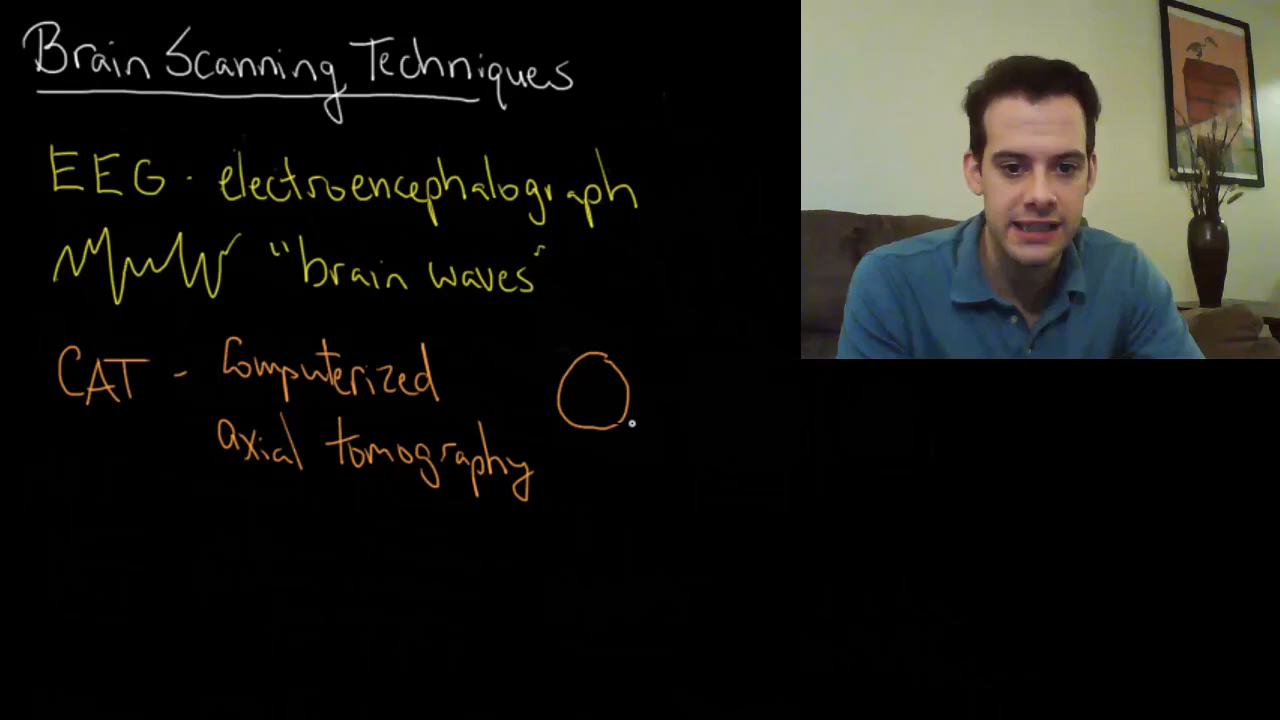 Brain Scanning Techniques
EEG - electroencephalograph
"brain waves"
CAT - Computerized
axial tomography